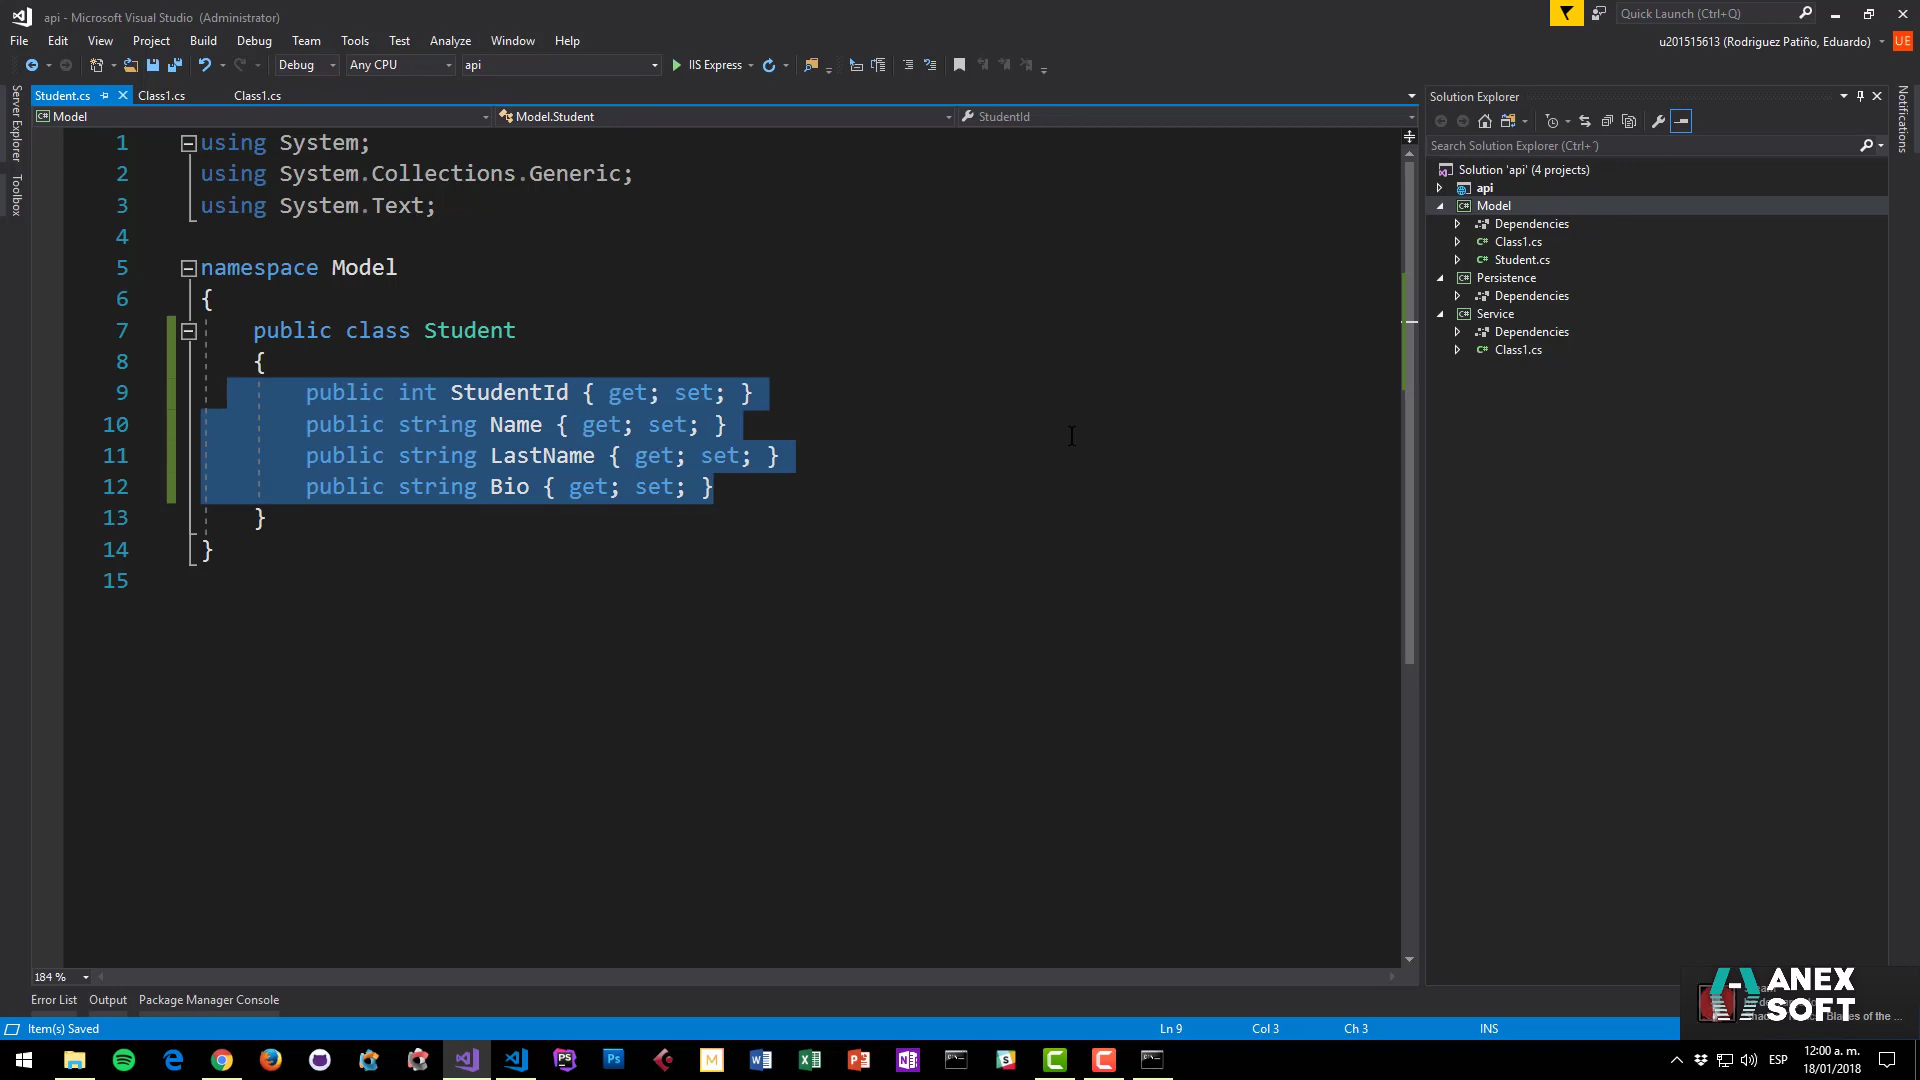 api - Microsoft Visual Studio (Administrator)
Quick Launch (Ctrl+Q)
File Edit View Project Build Debug Team Tools Test Analyze Window Help
u201515613 (Rodriguez Patiño, Eduardo) UE
Debug Any CPU api IIS Express
Server Explorer
Toolbox
Student.cs Class1.cs Class1.cs
Model Model.Student StudentId
1 using System;
2 using System.Collections.Generic;
3 using System.Text;
4
5 namespace Model
6 {
7 public class Student
8 {
9 public int StudentId { get; set; }
10 public string Name { get; set; }
11 public string LastName { get; set; }
12 public string Bio { get; set; }
13 }
14 }
15
184 %
Solution Explorer
Search Solution Explorer (Ctrl+´)
Solution 'api' (4 projects)
api
Model
Dependencies
Class1.cs
Student.cs
Persistence
Dependencies
Service
Dependencies
Class1.cs
Notifications
Error List Output Package Manager Console
Item(s) Saved Ln 9 Col 3 Ch 3 INS
ANEX
SOFT
Blades of the ...
ESP
12:00 a. m.
18/01/2018